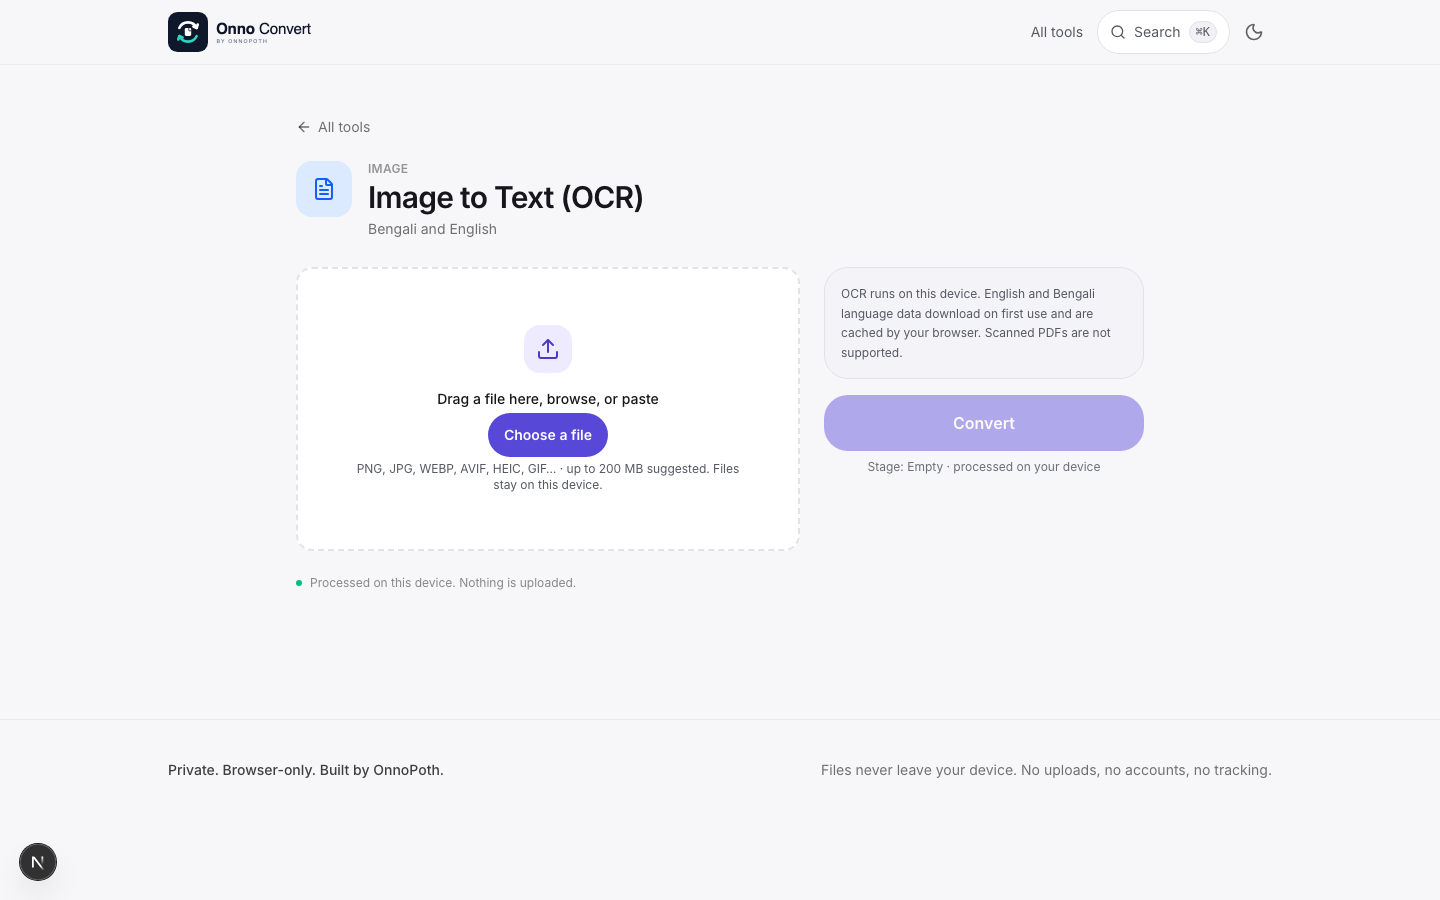 Onno Convert
BY ONNOPOTH
All tools
Search
⌘K
All tools
IMAGE
Image to Text (OCR)
Bengali and English
Drag a file here, browse, or paste
Choose a file
PNG, JPG, WEBP, AVIF, HEIC, GIF... · up to 200 MB suggested. Files
stay on this device.
OCR runs on this device. English and Bengali
language data download on first use and are
cached by your browser. Scanned PDFs are not
supported.
Convert
Stage: Empty · processed on your device
Processed on this device. Nothing is uploaded.
Private. Browser-only. Built by OnnoPoth.
Files never leave your device. No uploads, no accounts, no tracking.
N